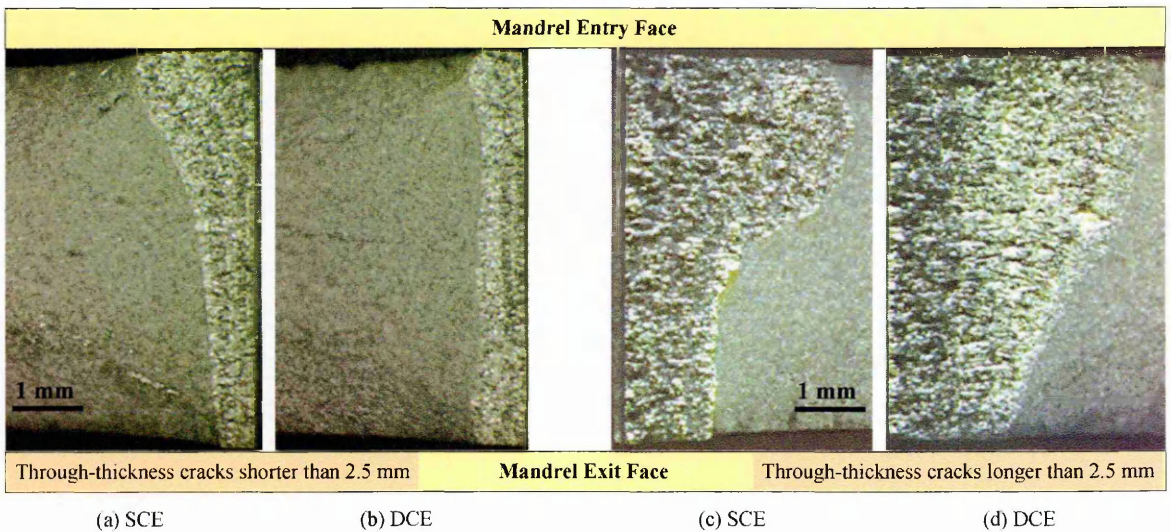 Mandrel Entry Face
1 mm
1 mm
Through-thickness cracks shorter than 2.5 mm
Mandrel Exit Face
Through-thickness cracks longer than 2.5 mm
(a) SCE
(b) DCE
(c) SCE
(d) DCE